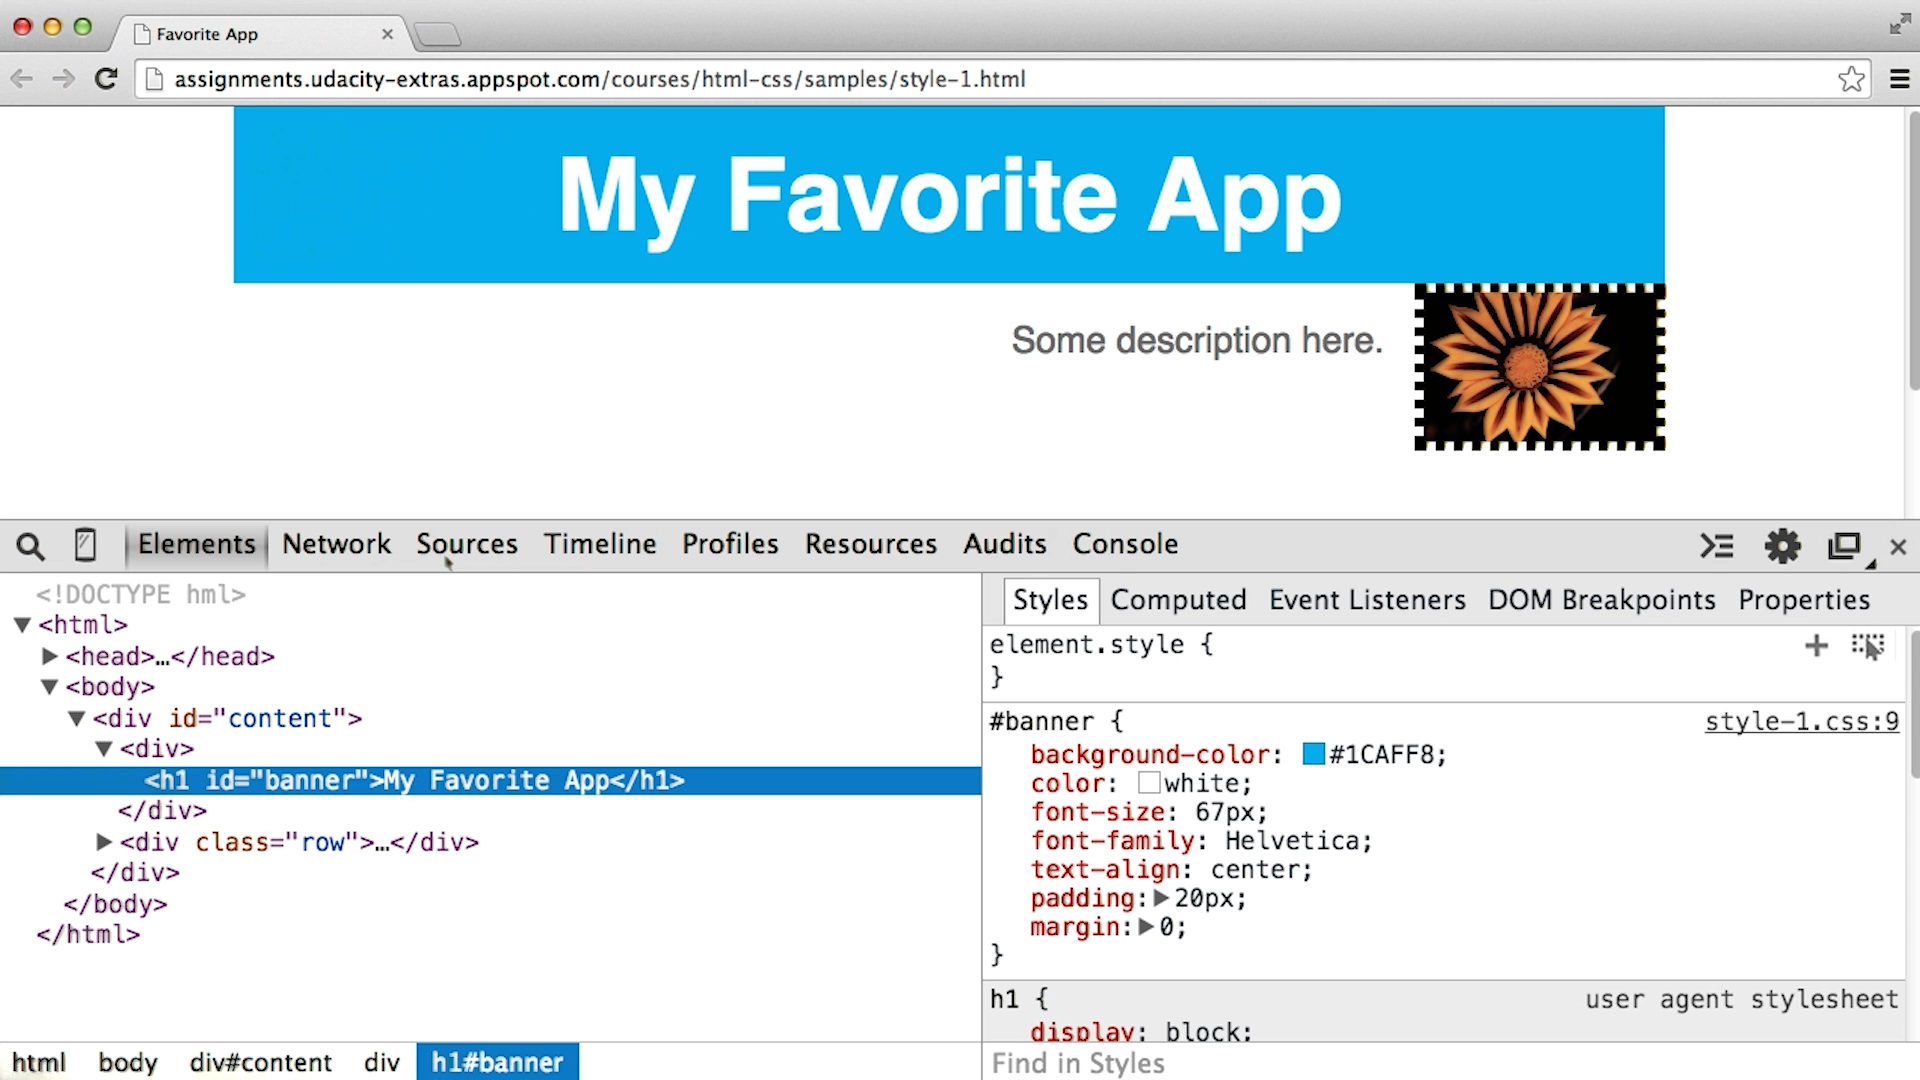 Favorite App
assignments.udacity-extras.appspot.com/courses/html-css/samples/style-1.html
My Favorite App
Some description here.
Elements Network Sources Timeline Profiles Resources Audits Console
<!DOCTYPE hml>
▼<html>
▶<head>…</head>
▼<body>
▼<div id="content">
▼<div>
<h1 id="banner">My Favorite App</h1>
</div>
▶<div class="row">…</div>
</div>
</body>
</html>
html body div#content div h1#banner
Styles Computed Event Listeners DOM Breakpoints Properties
element.style {
}
#banner { style-1.css:9
background-color: #1CAFF8;
color: white;
font-size: 67px;
font-family: Helvetica;
text-align: center;
padding:▶20px;
margin:▶0;
}
h1 { user agent stylesheet
display: block;
Find in Styles